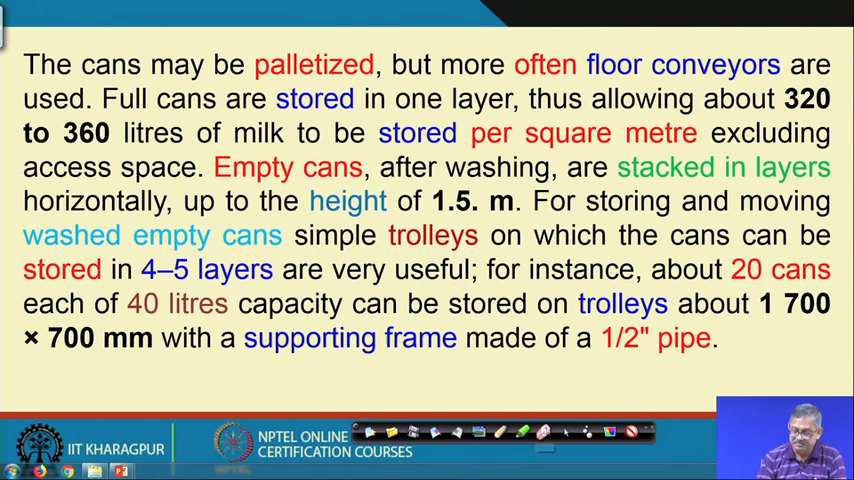 The cans may be palletized, but more often floor conveyors are
used. Full cans are stored in one layer, thus allowing about 320
to 360 litres of milk to be stored per square metre excluding
access space. Empty cans, after washing, are stacked in layers
horizontally, up to the height of 1.5. m. For storing and moving
washed empty cans simple trolleys on which the cans can be
stored in 4–5 layers are very useful; for instance, about 20 cans
each of 40 litres capacity can be stored on trolleys about 1 700
× 700 mm with a supporting frame made of a 1/2" pipe.
IIT KHARAGPUR
NPTEL ONLINE
CERTIFICATION COURSES
NPTEL